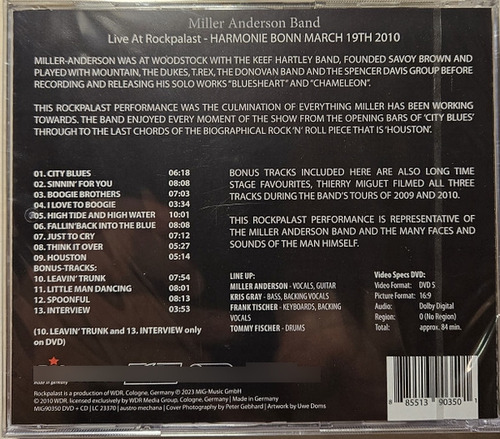 Miller Anderson Band
Live At Rockpalast - HARMONIE BONN MARCH 19TH 2010
MILLER-ANDERSON WAS AT WOODSTOCK WITH THE KEEF HARTLEY BAND, FOUNDED SAVOY BROWN AND
PLAYED WITH MOUNTAIN, THE DUKES, T.REX, THE DONOVAN BAND AND THE SPENCER DAVIS GROUP BEFORE
RECORDING AND RELEASING HIS SOLO WORKS "BLUESHEART" AND "CHAMELEON".
THIS ROCKPALAST PERFORMANCE WAS THE CULMINATION OF EVERYTHING MILLER HAS BEEN WORKING
TOWARDS. THE BAND ENJOYED EVERY MOMENT OF THE SHOW FROM THE OPENING BARS OF 'CITY BLUES'
THROUGH TO THE LAST CHORDS OF THE BIOGRAPHICAL ROCK 'N' ROLL PIECE THAT IS 'HOUSTON'.
01. CITY BLUES 06:18
02. SINNIN' FOR YOU 08:08
03. BOOGIE BROTHERS 07:03
04. I LOVE TO BOOGIE 03:34
05. HIGH TIDE AND HIGH WATER 10:01
06. FALLIN' BACK INTO THE BLUE 08:08
07. JUST TO CRY 07:12
08. THINK IT OVER 05:27
09. HOUSTON 05:14
BONUS-TRACKS:
10. LEAVIN' TRUNK 07:54
11. LITTLE MAN DANCING 08:01
12. SPOONFUL 08:13
13. INTERVIEW 03:53
(10. LEAVIN' TRUNK and 13. INTERVIEW only
on DVD)
BONUS TRACKS INCLUDED HERE ARE ALSO LONG TIME
STAGE FAVOURITES, THIERRY MIGUET FILMED ALL THREE
TRACKS DURING THE BAND'S TOURS OF 2009 AND 2010.
THIS ROCKPALAST PERFORMANCE IS REPRESENTATIVE OF
THE MILLER ANDERSON BAND AND THE MANY FACES AND
SOUNDS OF THE MAN HIMSELF.
LINE UP:
MILLER ANDERSON - VOCALS, GUITAR
KRIS GRAY - BASS, BACKING VOCALS
FRANK TISCHER - KEYBOARDS, BACKING
VOCALS
TOMMY FISCHER - DRUMS
Video Specs DVD:
Video Format: DVD 5
Picture Format: 16:9
Audio: Dolby Digital
Region: 0 (No Region)
Total: approx. 84 min.
Made in Germany
Rockpalast is a production of WDR, Cologne, Germany Ⓟ 2023 MIG-Music GmbH
© 2010 WDR, licensed exclusively by WDR Media Group, Cologne, Germany | Made in Germany
MIG90350 DVD + CD | LC 23370 | austro mechana | Cover Photography by Peter Gebhard | Artwork by Uwe Doms
8 85513 90350 1